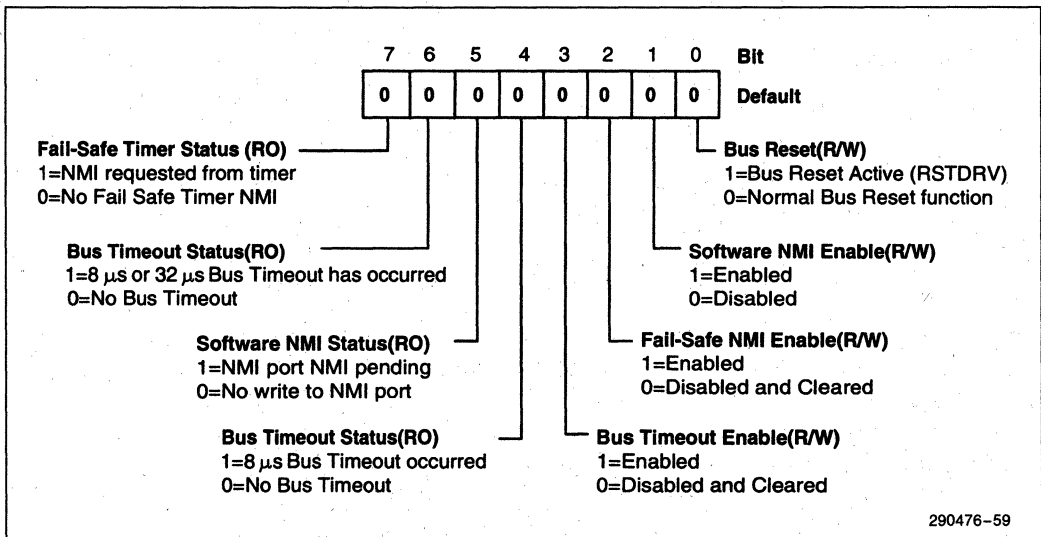 7 6 5 4 3 2 1 0 Bit
0 0 0 0 0 0 0 0 Default
Fail-Safe Timer Status (RO)
1=NMI requested from timer
0=No Fail Safe Timer NMI
Bus Reset(R/W)
1=Bus Reset Active (RSTDRV)
0=Normal Bus Reset function
Bus Timeout Status(RO)
1=8 μs or 32 μs Bus Timeout has occurred
0=No Bus Timeout
Software NMI Enable(R/W)
1=Enabled
0=Disabled
Software NMI Status(RO)
1=NMI port NMI pending
0=No write to NMI port
Fail-Safe NMI Enable(R/W)
1=Enabled
0=Disabled and Cleared
Bus Timeout Status(RO)
1=8 μs Bus Timeout occurred
0=No Bus Timeout
Bus Timeout Enable(R/W)
1=Enabled
0=Disabled and Cleared
290476-59